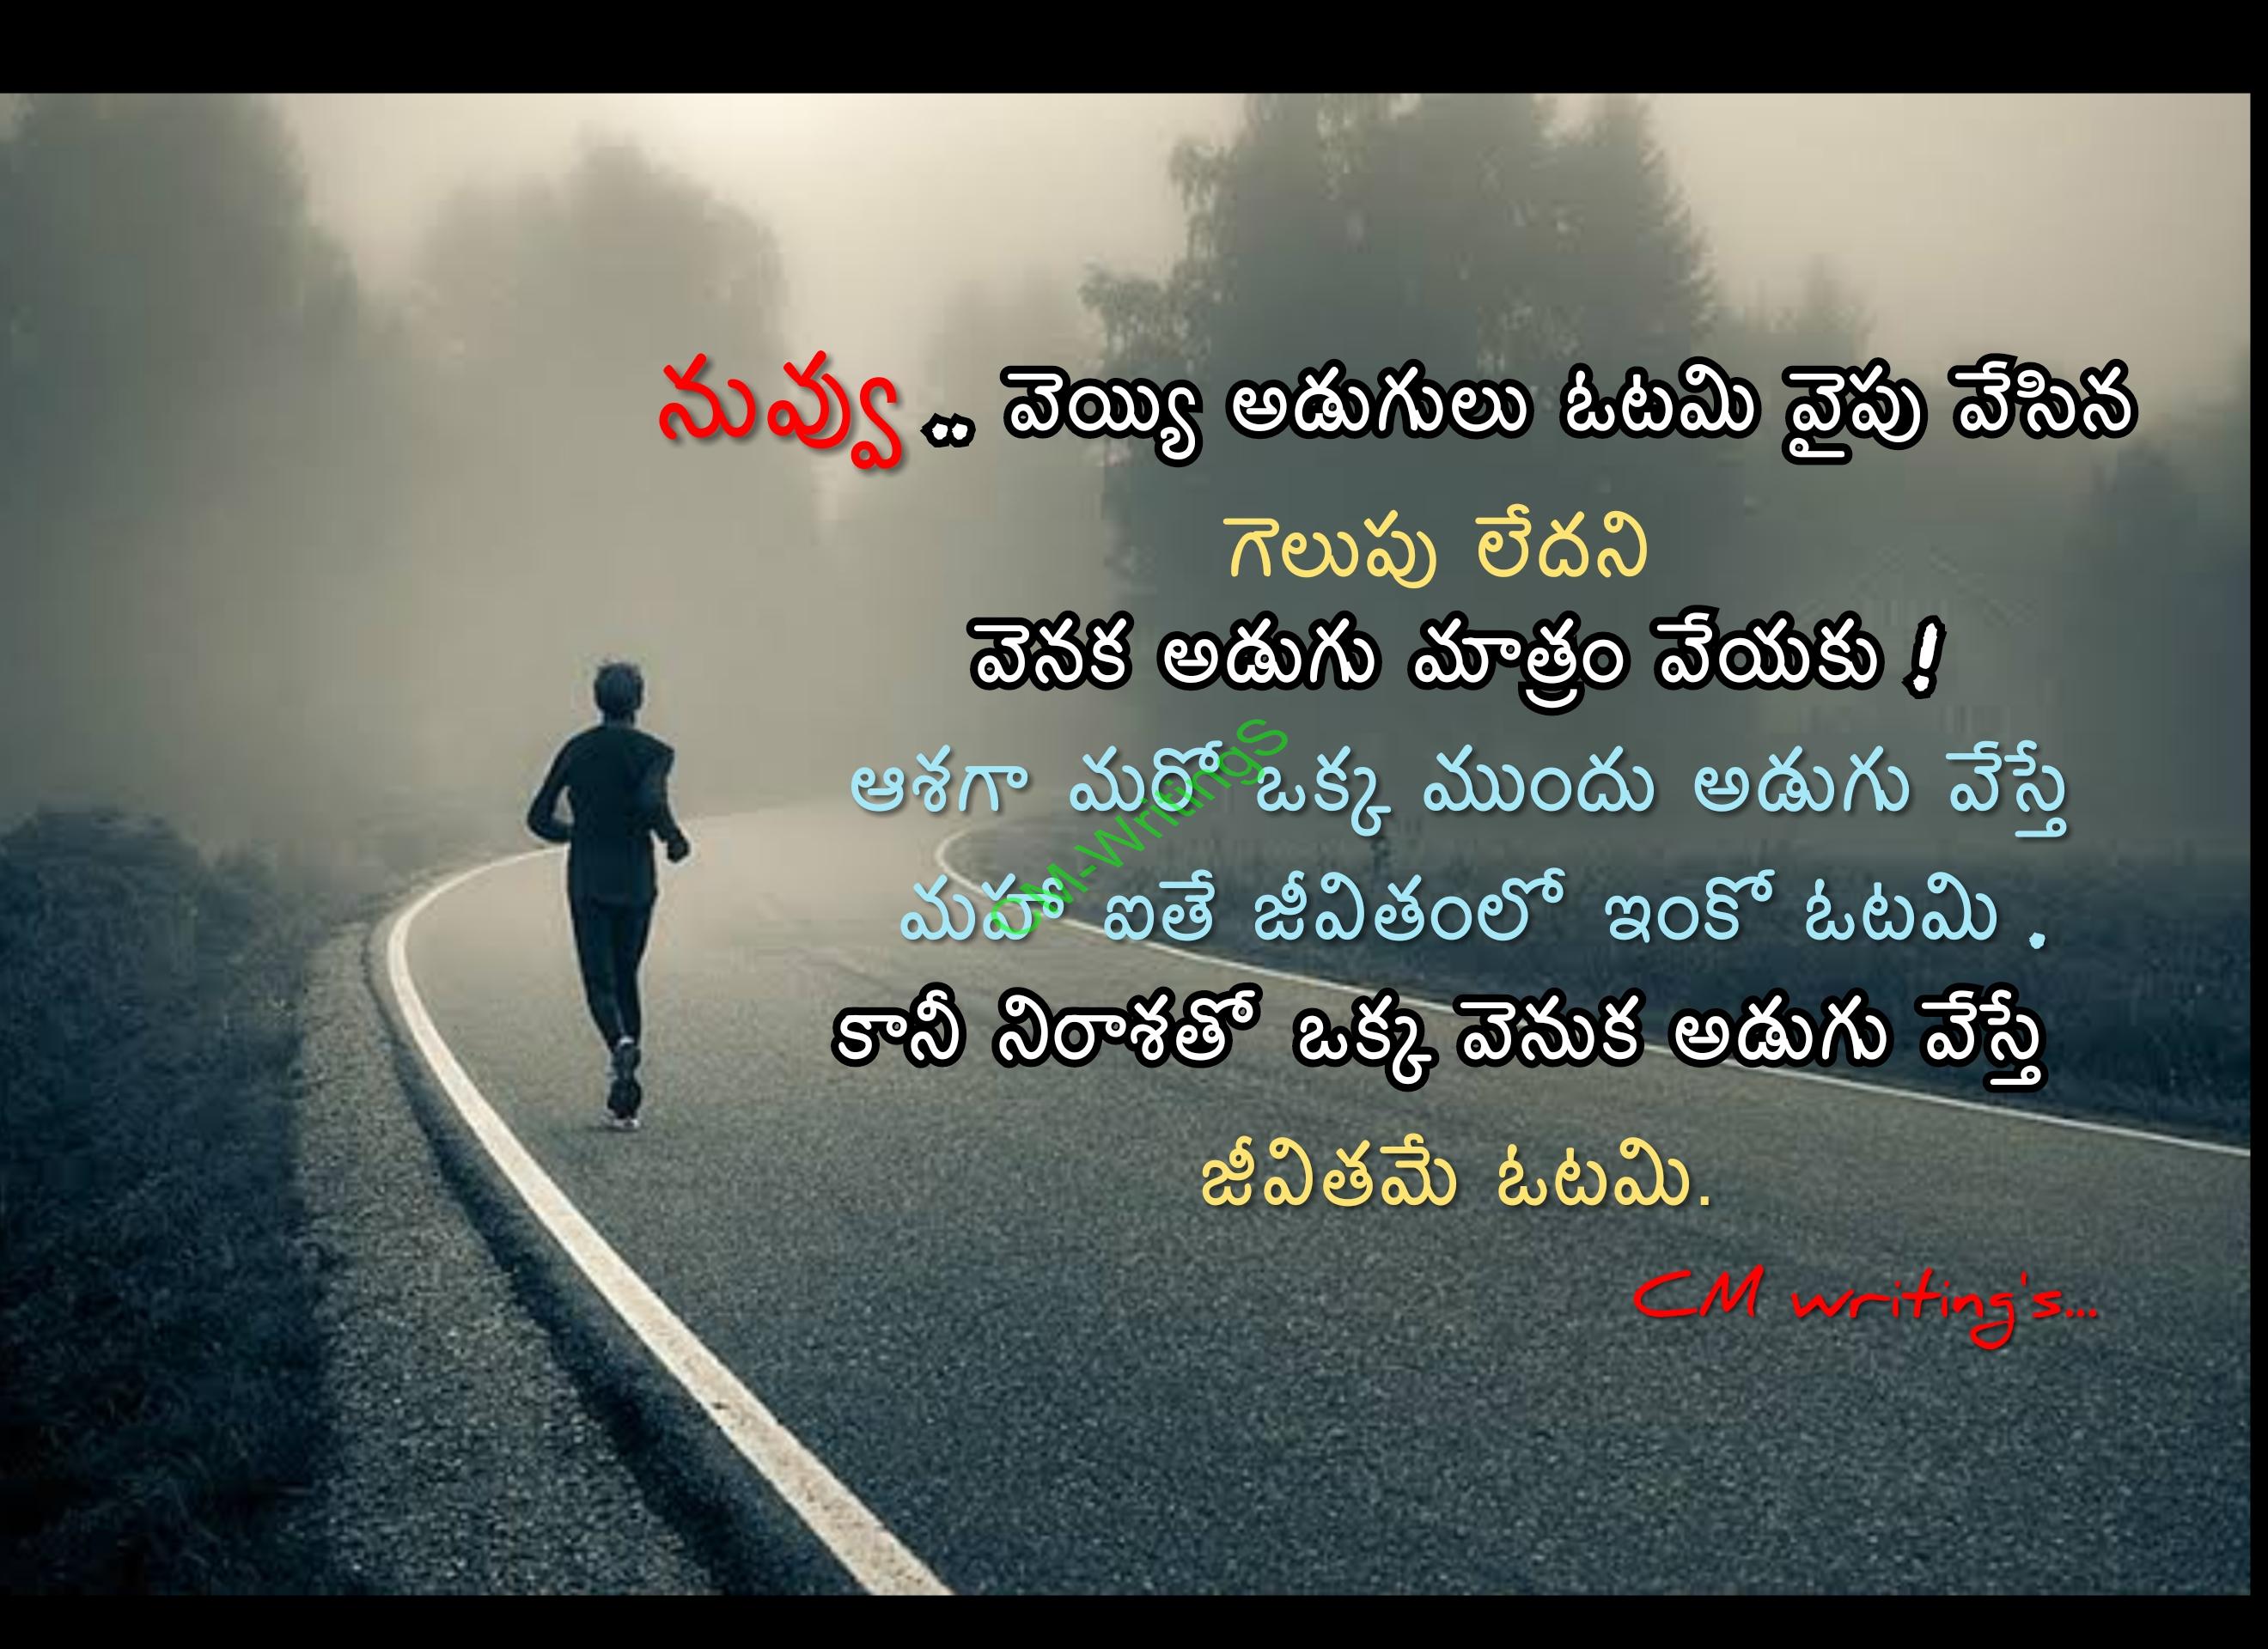 నువ్వు.. వెయ్యి అడుగులు ఓటమి వైపు వేసిన
గెలుపు లేదని
వెనక అడుగు మాత్రం వేయకు !
ఆశగా మరో ఒక్క ముందు అడుగు వేస్తే
మహా ఐతే జీవితంలో ఇంకో ఓటమి .
కానీ నిరాశతో ఒక్క వెనుక అడుగు వేస్తే
జీవితమే ఓటమి.
CM writing's...
CM-WritingS